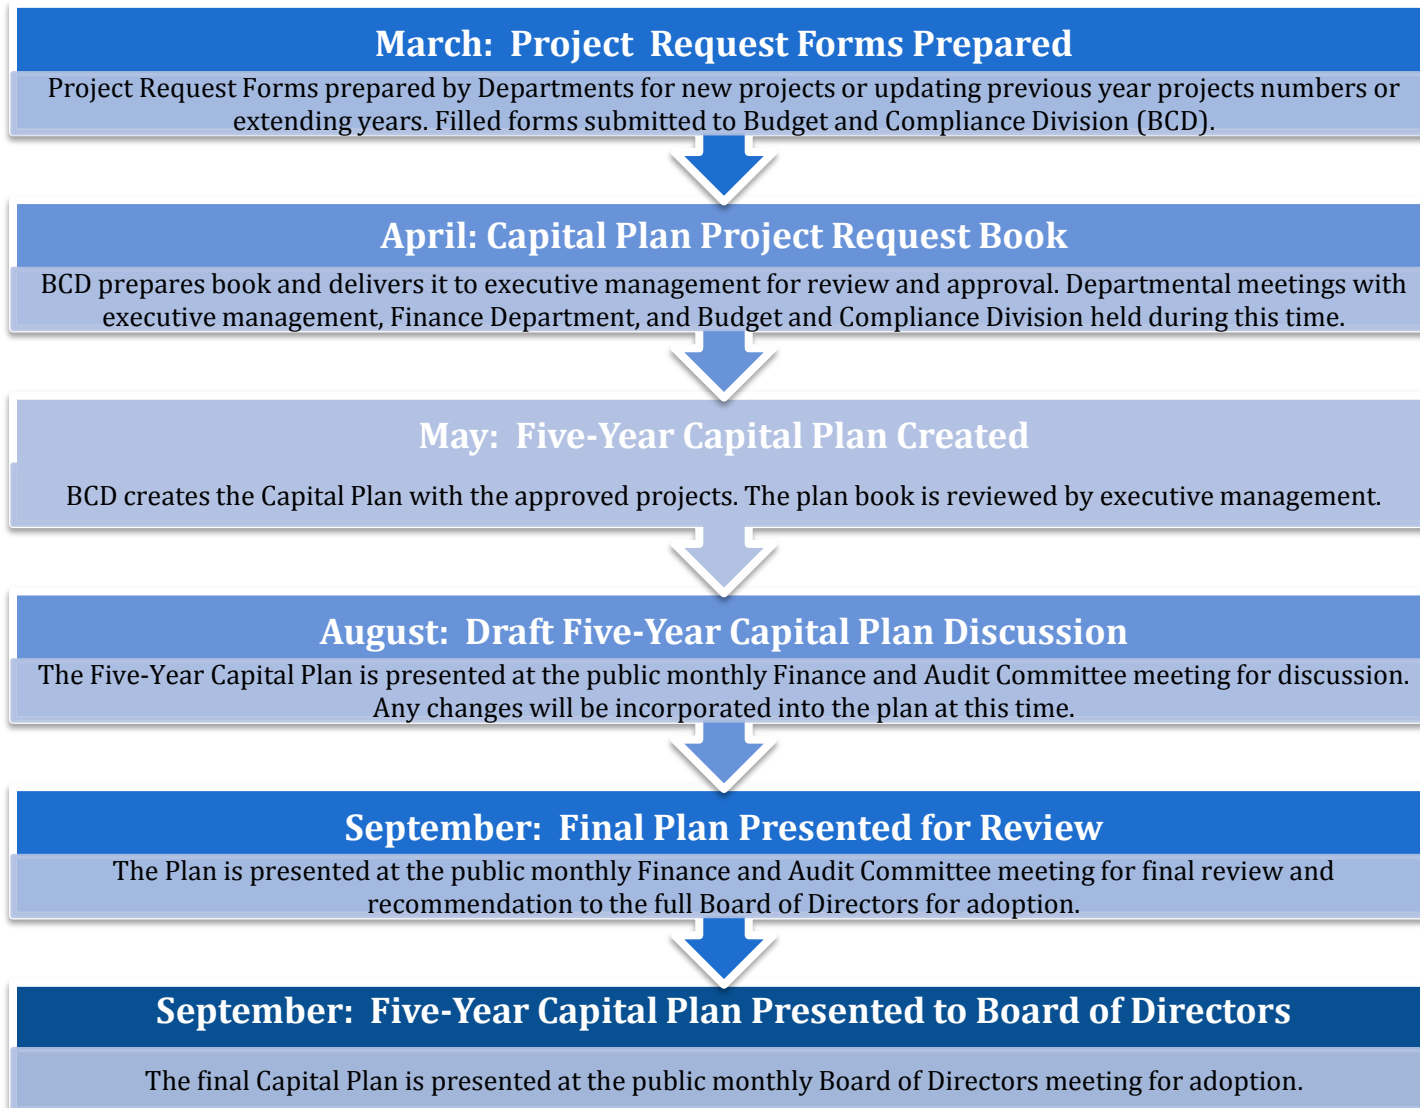 March:  Project  Request Forms Prepared
Project Request Forms prepared by Departments for new projects or updating previous year projects numbers or
extending years. Filled forms submitted to Budget and Compliance Division (BCD).
April: Capital Plan Project Request Book
BCD prepares book and delivers it to executive management for review and approval. Departmental meetings with
executive management, Finance Department, and Budget and Compliance Division held during this time.
May:  Five-Year Capital Plan Created
BCD creates the Capital Plan with the approved projects. The plan book is reviewed by executive management.
August:  Draft Five-Year Capital Plan Discussion
The Five-Year Capital Plan is presented at the public monthly Finance and Audit Committee meeting for discussion.
Any changes will be incorporated into the plan at this time.
September:  Final Plan Presented for Review
The Plan is presented at the public monthly Finance and Audit Committee meeting for final review and
recommendation to the full Board of Directors for adoption.
September:  Five-Year Capital Plan Presented to Board of Directors
The final Capital Plan is presented at the public monthly Board of Directors meeting for adoption.